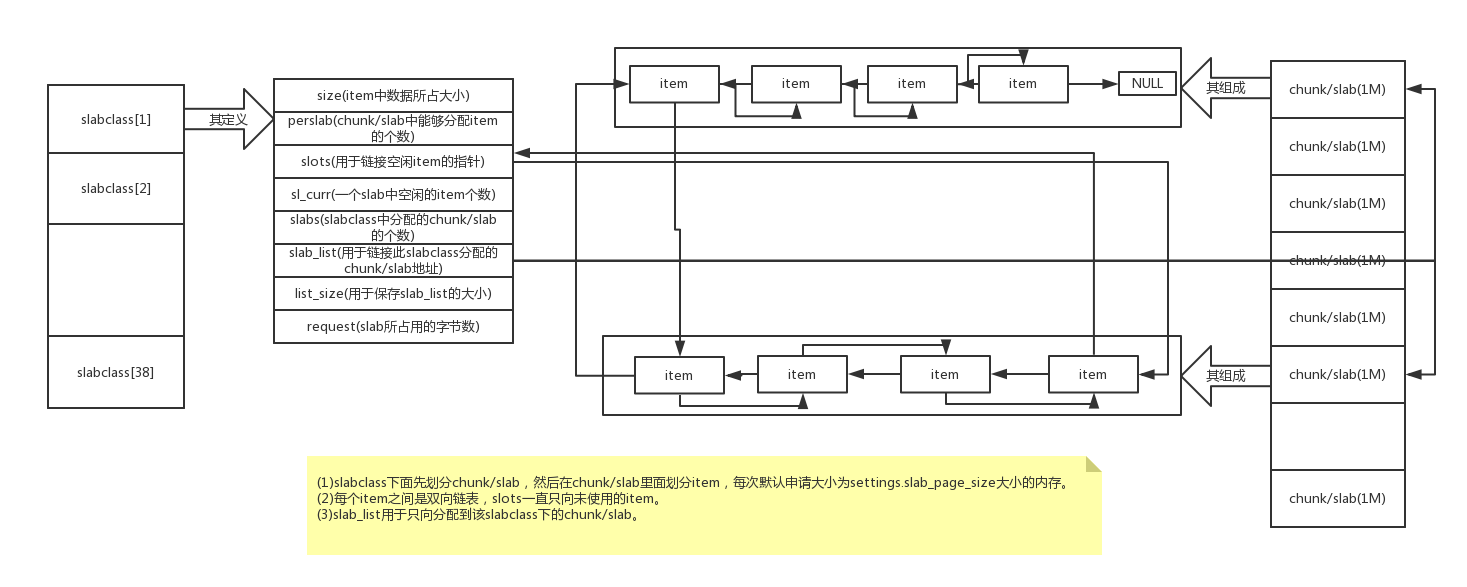 slabclass[1]
slabclass[2]
slabclass[38]
其定义
size(item中数据所占大小)
perslab(chunk/slab中能够分配item
的个数)
slots(用于链接空闲item的指针)
sl_curr(一个slab中空闲的item个数)
slabs(slabclass中分配的chunk/slab
的个数)
slab_list(用于链接此slabclass分配的
chunk/slab地址)
list_size(用于保存slab_list的大小)
request(slab所占用的字节数)
item
item
item
item
NULL
item
item
item
item
其组成
其组成
chunk/slab(1M)
chunk/slab(1M)
chunk/slab(1M)
chunk/slab(1M)
chunk/slab(1M)
chunk/slab(1M)
chunk/slab(1M)
(1)slabclass下面先划分chunk/slab，然后在chunk/slab里面划分item，每次默认申请大小为settings.slab_page_size大小的内存。
(2)每个item之间是双向链表，slots一直只向未使用的item。
(3)slab_list用于只向分配到该slabclass下的chunk/slab。